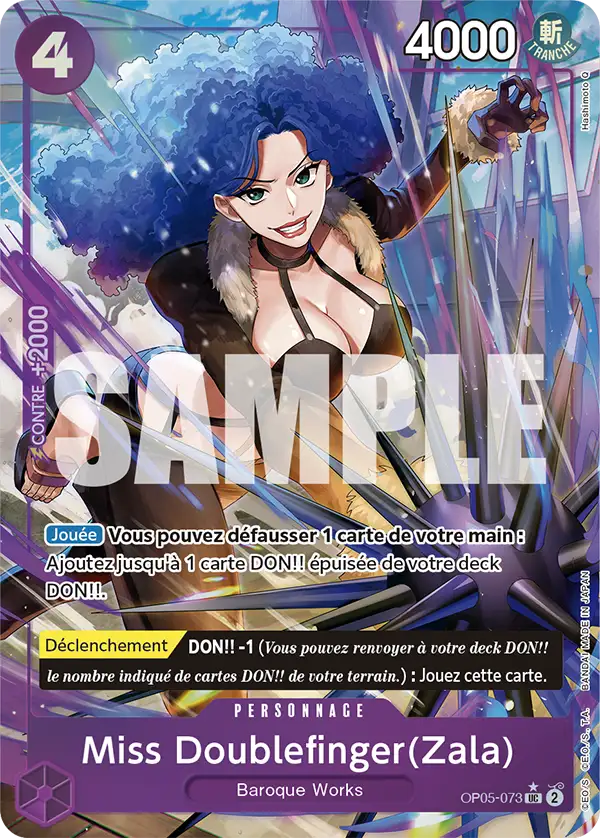 4
4000
斬
TRANCHE
Hashimoto Q
CONTRE +2000
SAMPLE
Jouée Vous pouvez défausser 1 carte de votre main :
Ajoutez jusqu'à 1 carte DON!! épuisée de votre deck
DON!!.
Déclenchement DON!! -1 (Vous pouvez renvoyer à votre deck DON!!
le nombre indiqué de cartes DON!! de votre terrain.) : Jouez cette carte.
PERSONNAGE
Miss Doublefinger(Zala)
Baroque Works
OP05-073 UC 2
©E.O/S. ©E.O./S., T.A. BANDAI MADE IN JAPAN